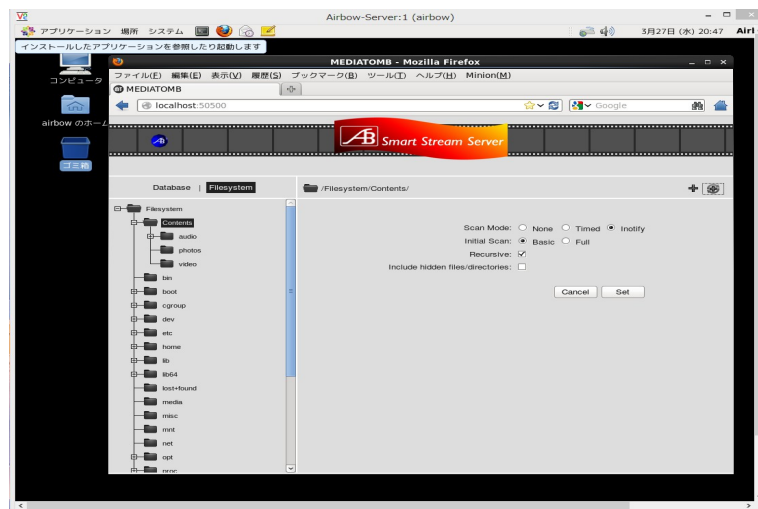 Airbow-Server:1 (airbow)
アプリケーション 場所 システム 3月27日 (水) 20:47 Airl
インストールしたアプリケーションを参照したり起動します
MEDIATOMB - Mozilla Firefox
コンピュータ
ファイル(F) 編集(E) 表示(V) 履歴(S) ブックマーク(B) ツール(T) ヘルプ(H) Minion(M)
MEDIATOMB
localhost:50500 Google
airbow のホーム
AB Smart Stream Server
ゴミ箱
Database | Filesystem /Filesystem/Contents/
Filesystem
Contents
audio
photos
video
bin
boot
cgroup
dev
etc
home
lib
lib64
lost+found
media
misc
mnt
net
opt
proc
Scan Mode: None Timed Inotify
Initial Scan: Basic Full
Recursive:
Include hidden files/directories:
Cancel Set